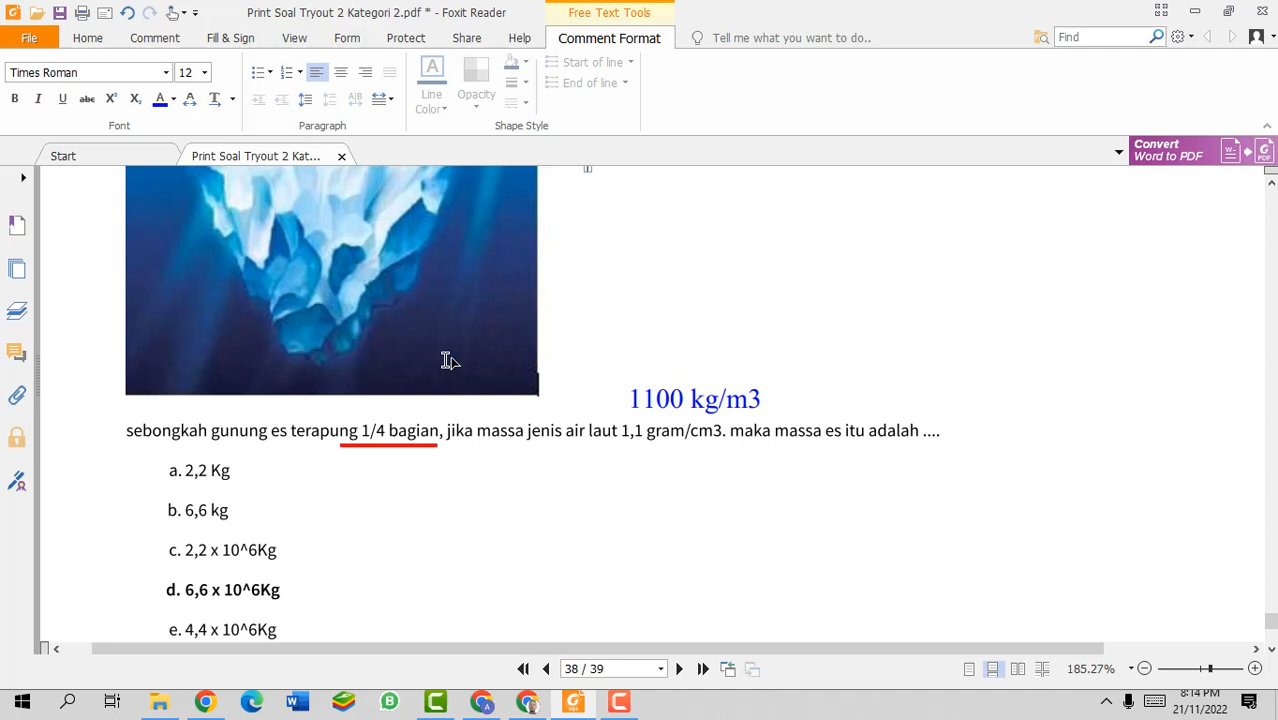 Print Soal Tryout 2 Kategori 2.pdf * - Foxit Reader
Free Text Tools
File Home Comment Fill & Sign View Form Protect Share Help Comment Format Tell me what you want to do.. Find
Times Roman 12
Start of line
End of line
Line Color
Opacity
B I U abc X² X₂ A A T
Font Paragraph Shape Style
Start
Print Soal Tryout 2 Kat...
Convert
Word to PDF
1100 kg/m3
sebongkah gunung es terapung 1/4 bagian, jika massa jenis air laut 1,1 gram/cm3. maka massa es itu adalah ....
a. 2,2 Kg
b. 6,6 kg
c. 2,2 x 10^6Kg
d. 6,6 x 10^6Kg
e. 4,4 x 10^6Kg
38 / 39
185.27%
8:14 PM
21/11/2022